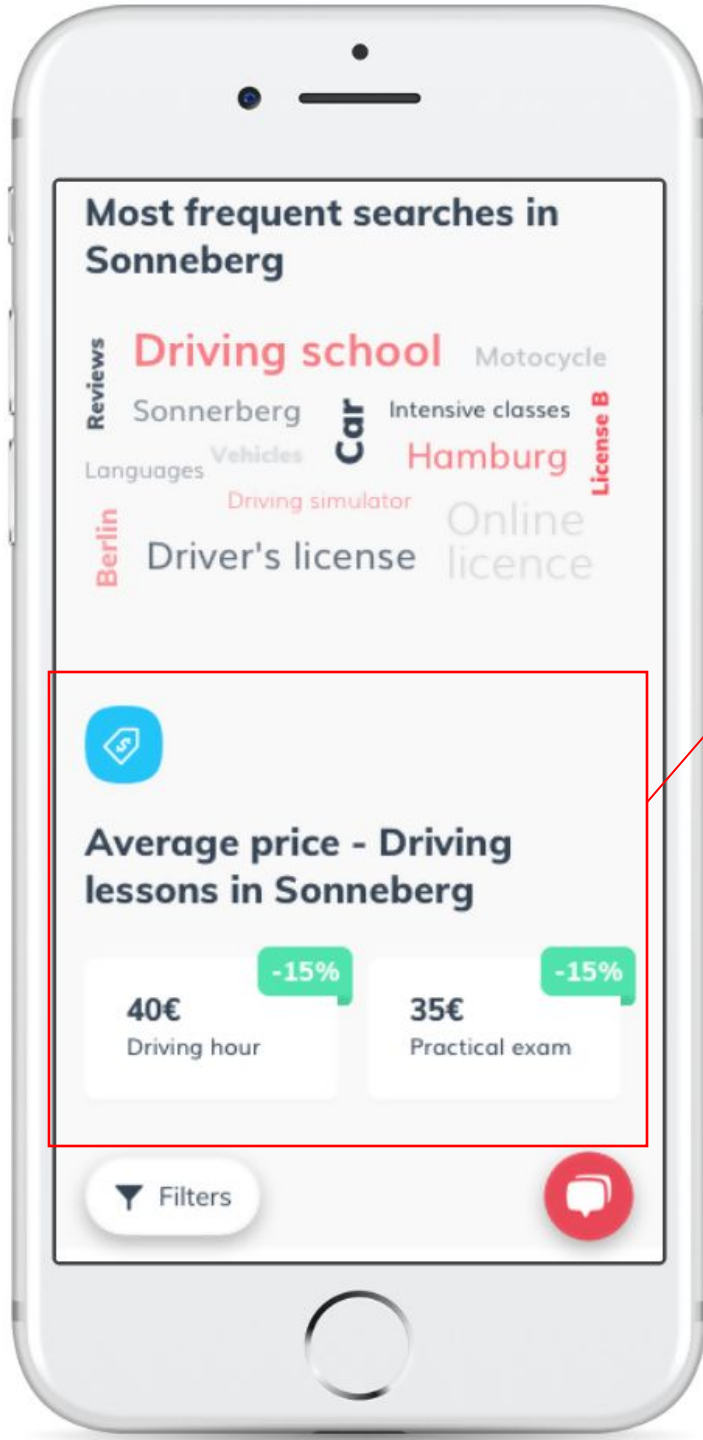 Most frequent searches in
Sonneberg
Reviews
Driving school
Motocycle
Sonnerberg
Car
Intensive classes
License B
Languages
Vehicles
Hamburg
Driving simulator
Berlin
Driver's license
Online
licence
$
Average price - Driving
lessons in Sonneberg
-15%
40€
Driving hour
-15%
35€
Practical exam
Filters